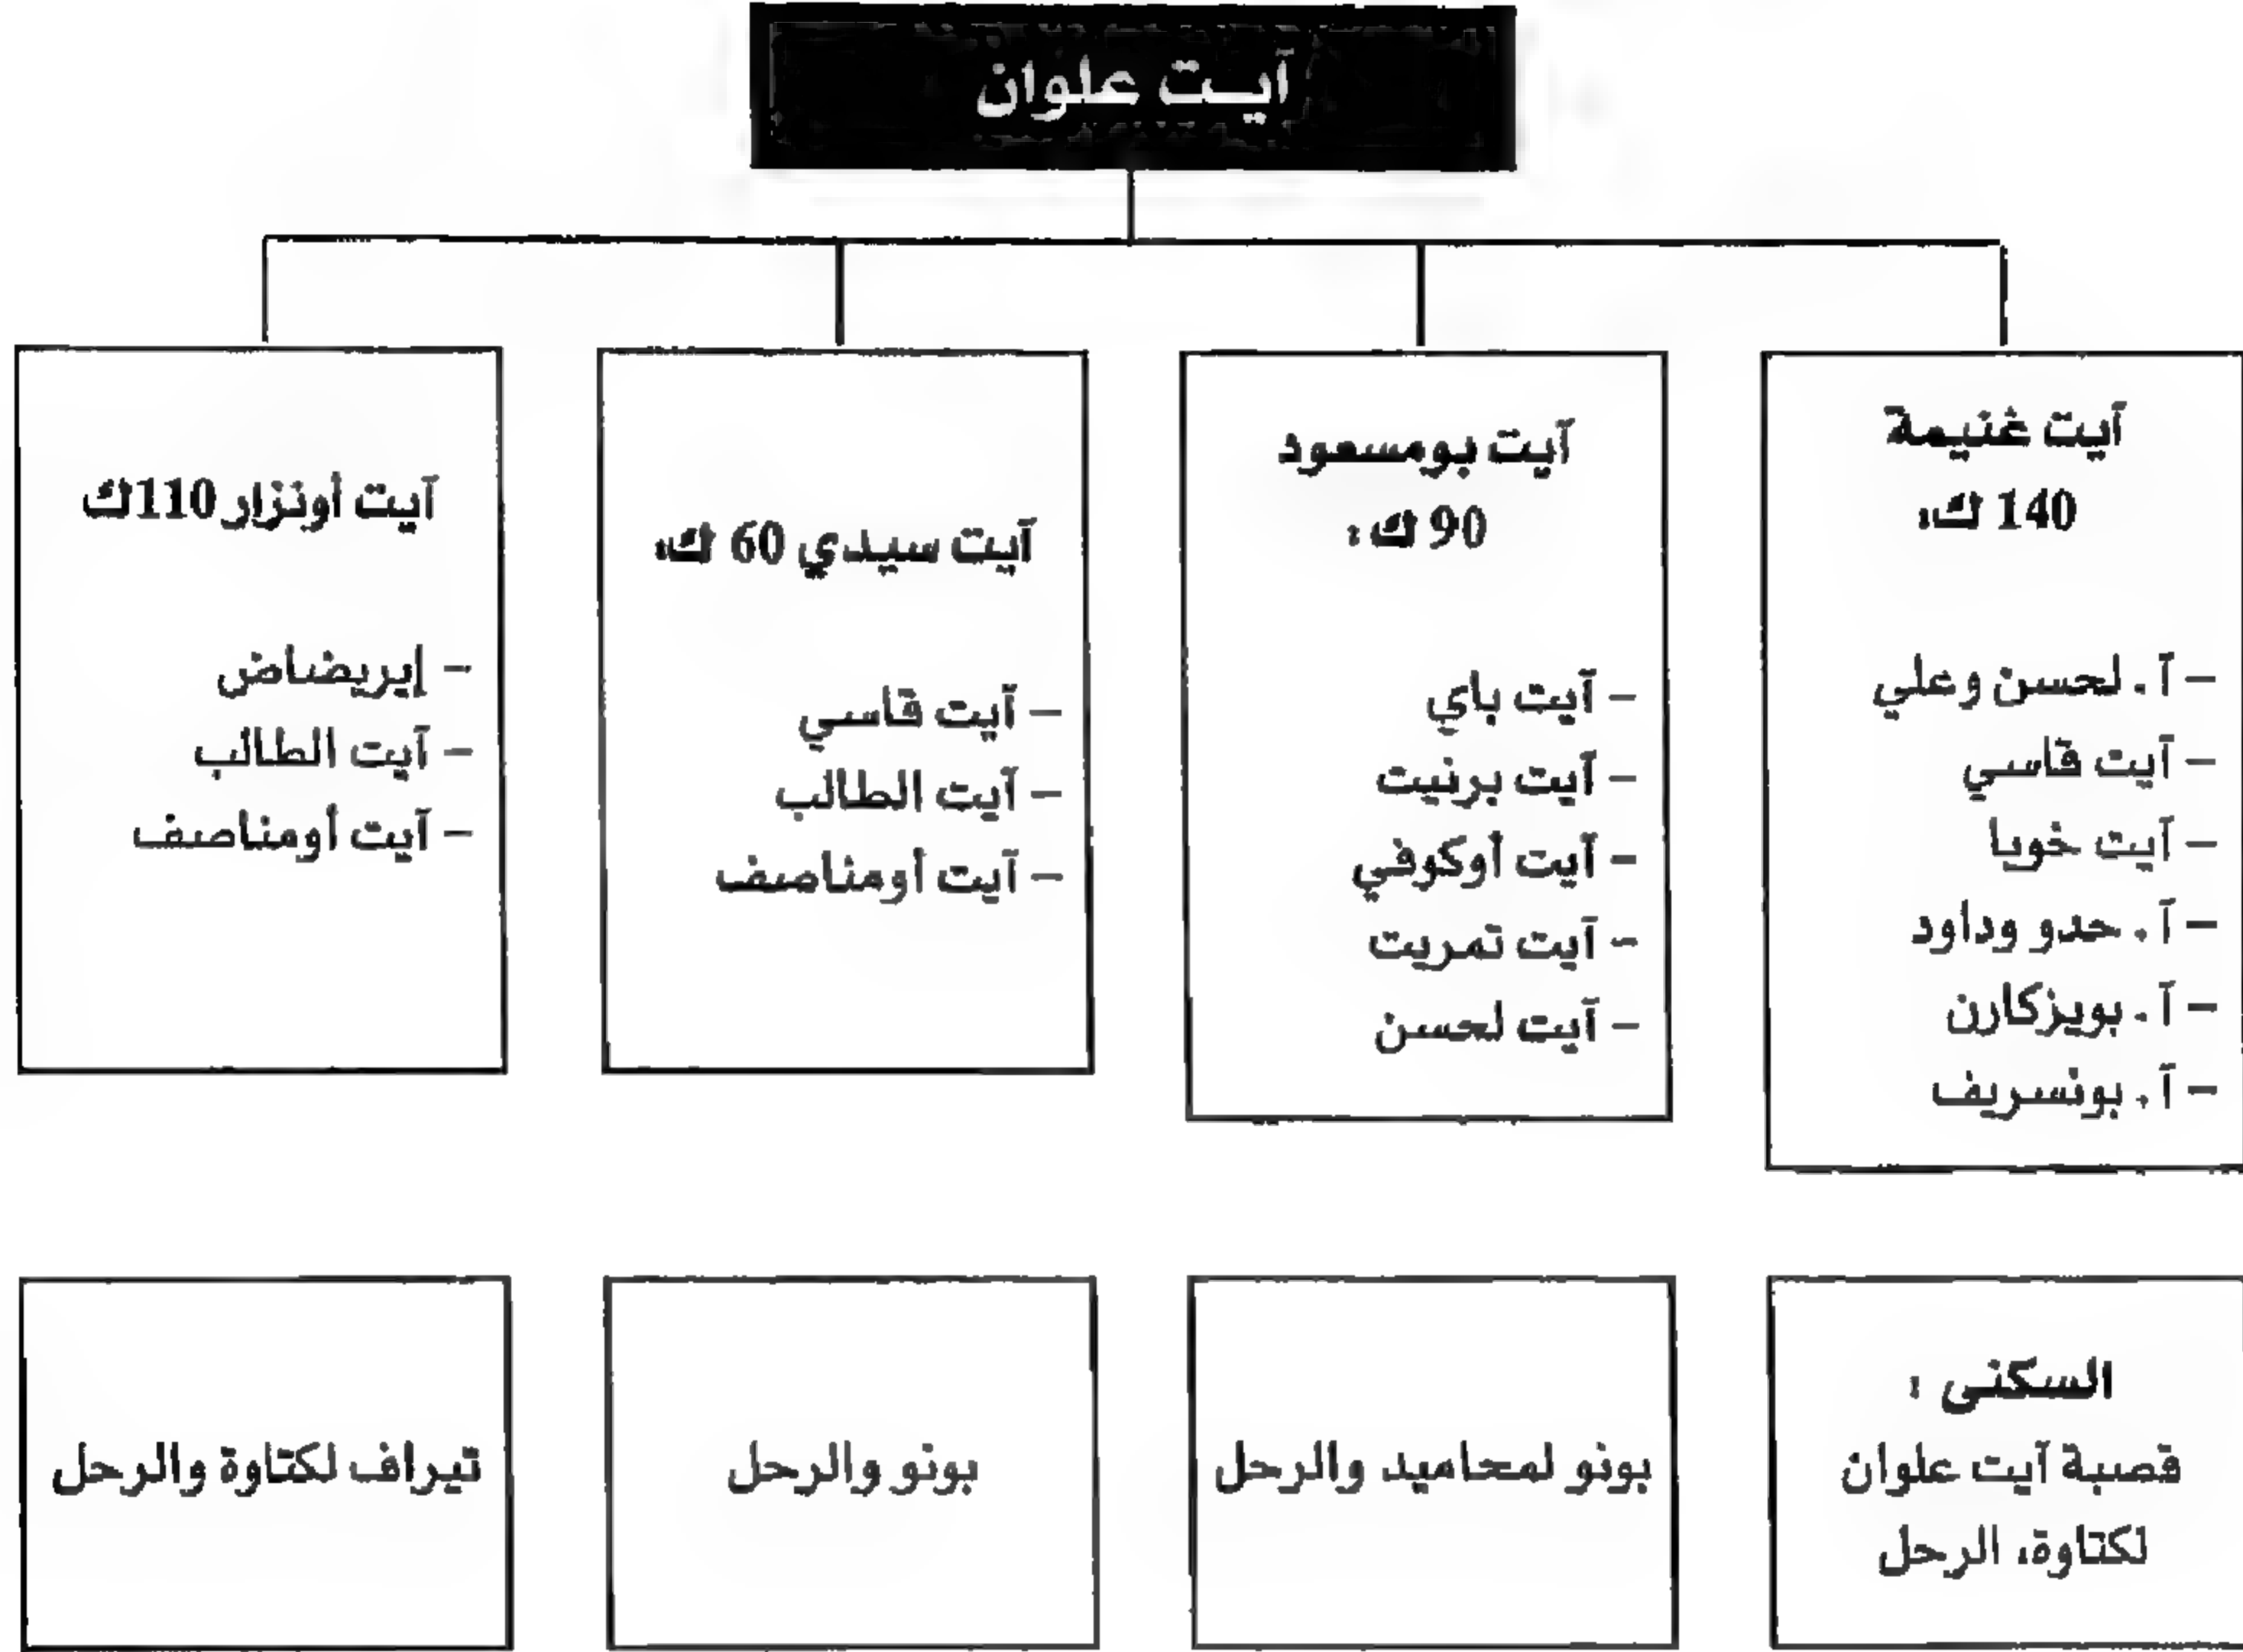 آيت علوان
آيت غنيمة
140 ك،
– آ. لحسن وعلي
– آيت قاسي
– آيت خويا
– آ. حدو وداود
– آ. بويزكارن
– آ. بونسريف
آيت بومسعود
90 ك :
– آيت باي
– آيت برنيت
– آيت أوكوفي
– آيت تمريت
– آيت لحسن
آيت سيدي 60 ك،
– آيت قاسي
– آيت الطالب
– آيت أومناصف
آيت أونزار 110ك
– إيريضاض
– آيت الطالب
– آيت أومناصف
السكنى :
قصبة آيت علوان
لكتاوة، الرحل
بونو لمحاميد والرحل
بونو والرحل
تيراف لكتاوة والرحل